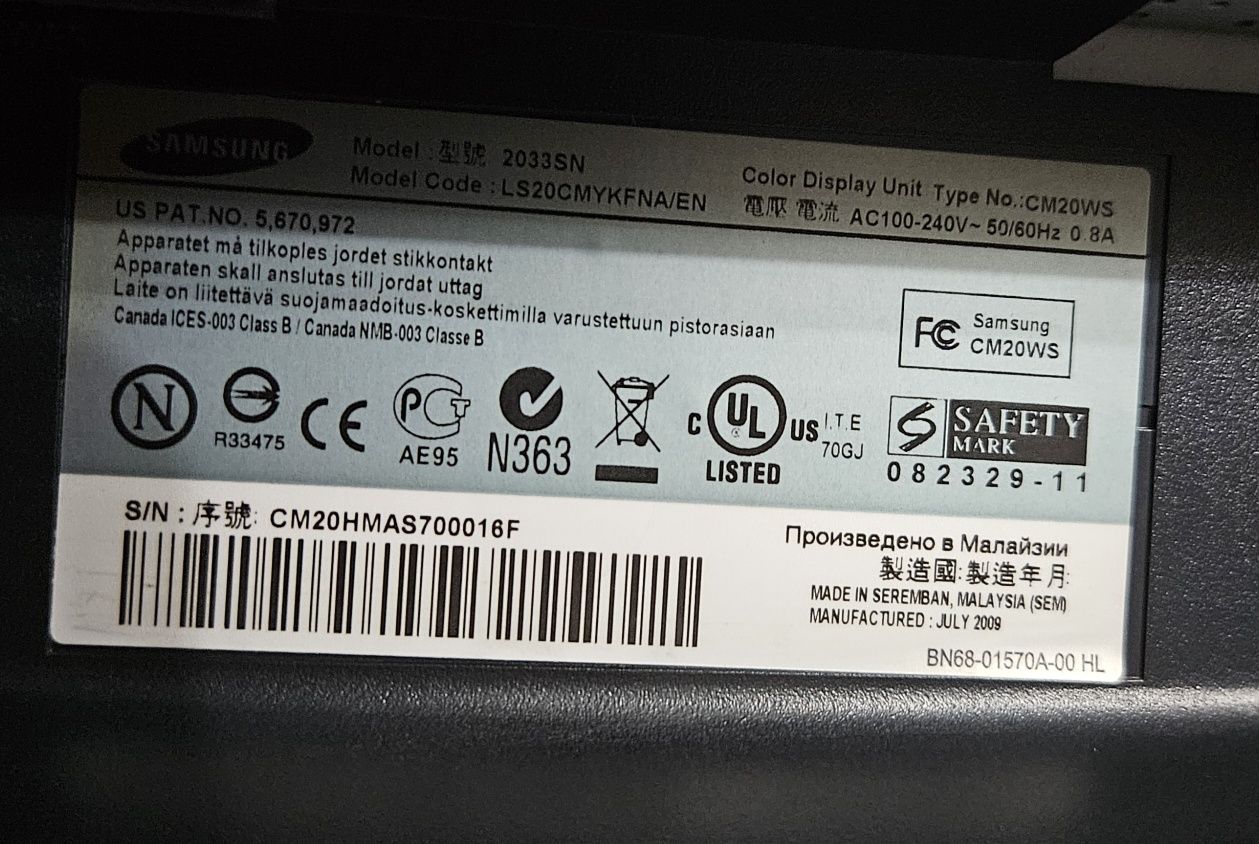 SAMSUNG
Model : 型號 2033SN
Model Code : LS20CMYKFNA/EN
Color Display Unit Type No.:CM20WS
電壓 電流 AC100-240V~ 50/60Hz 0.8A
US PAT.NO. 5,670,972
Apparatet må tilkoples jordet stikkontakt
Apparaten skall anslutas till jordat uttag
Laite on liitettävä suojamaadoitus-koskettimilla varustettuun pistorasiaan
Canada ICES-003 Class B / Canada NMB-003 Classe B
FC Samsung
CM20WS
N
R33475
CE
РСТ
AE95
N363
C UL US
LISTED
I.T.E
70GJ
S SAFETY
MARK
082329-11
S/N : 序號: CM20HMAS700016F
Произведено в Малайзии
製造國: 製造年月:
MADE IN SEREMBAN, MALAYSIA (SEM)
MANUFACTURED : JULY 2009
BN68-01570A-00 HL